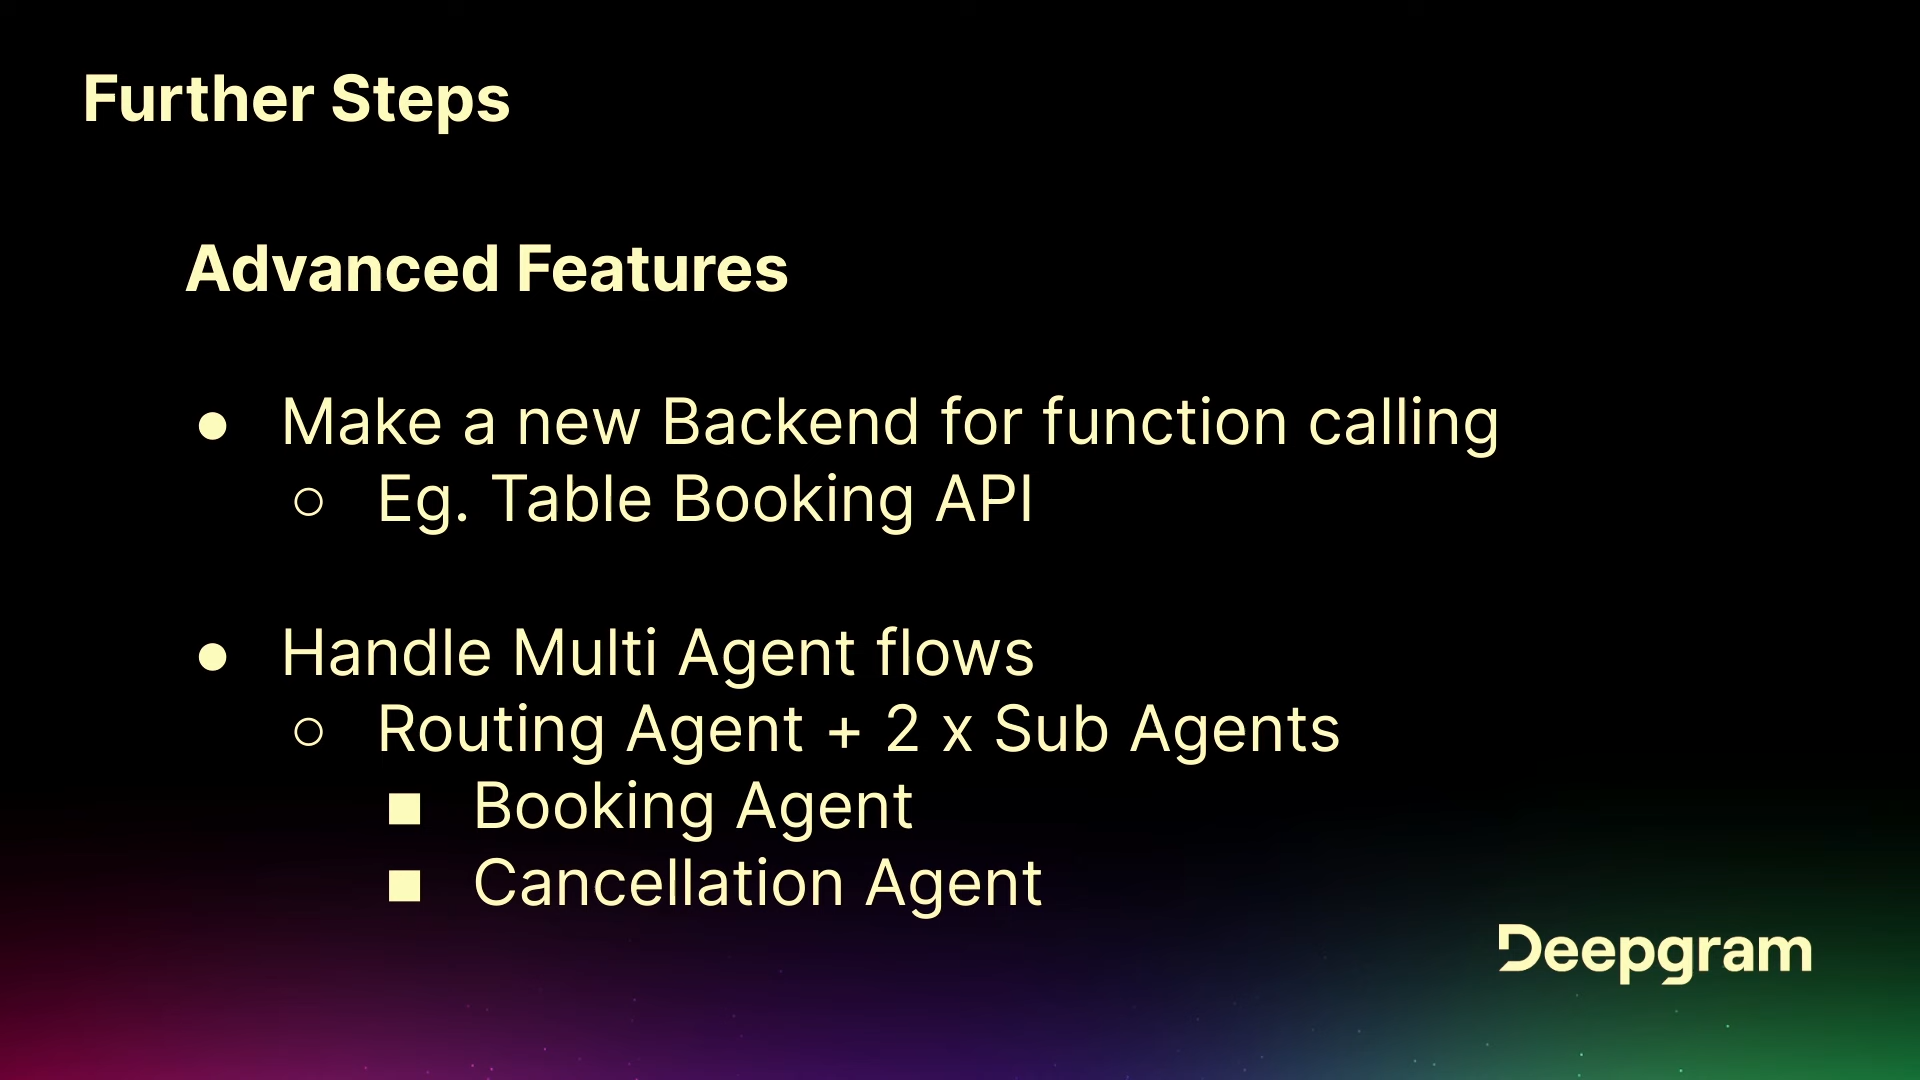 Further Steps
Advanced Features
● Make a new Backend for function calling
○ Eg. Table Booking API
● Handle Multi Agent flows
○ Routing Agent + 2 x Sub Agents
■ Booking Agent
■ Cancellation Agent
Deepgram